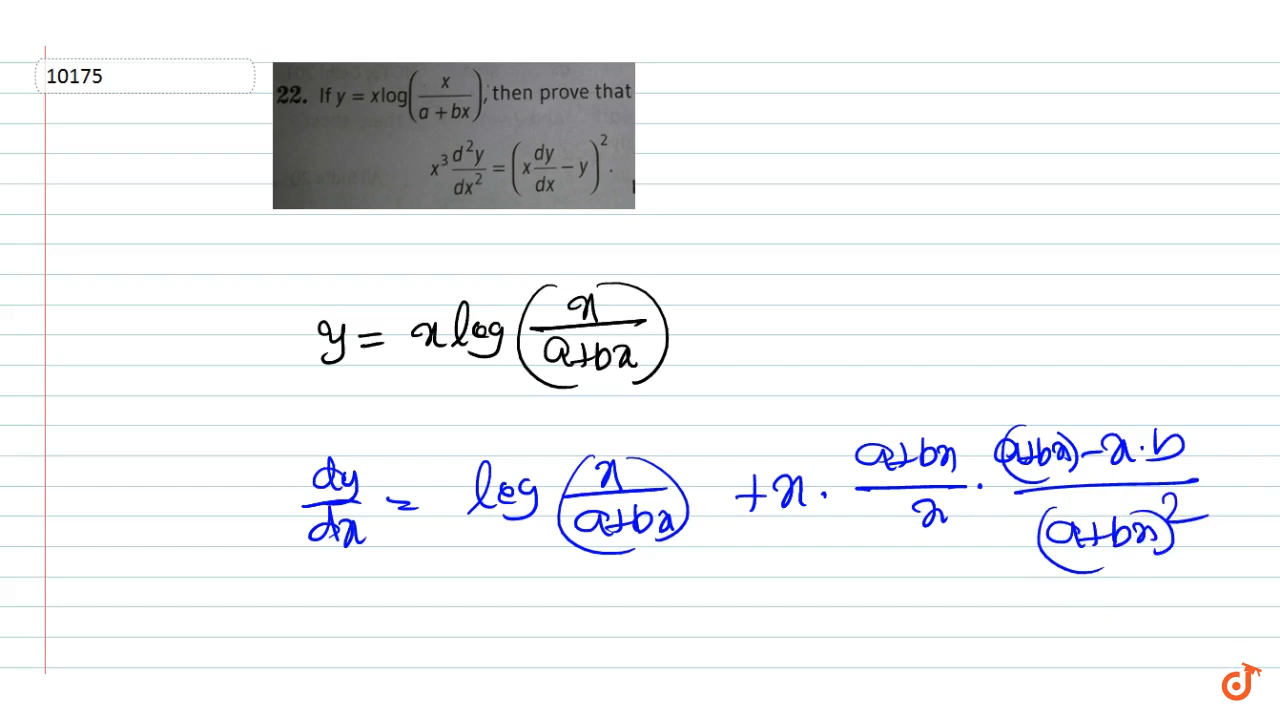 10175
22. If y = xlog(x/(a + bx)), then prove that
x³ d²y/dx² = (x dy/dx − y)².
y = x log(x/(a+bx))
dy/dx = log(x/(a+bx)) + x · (a+bx)/x · ((a+bx) − x·b)/(a+bx)²